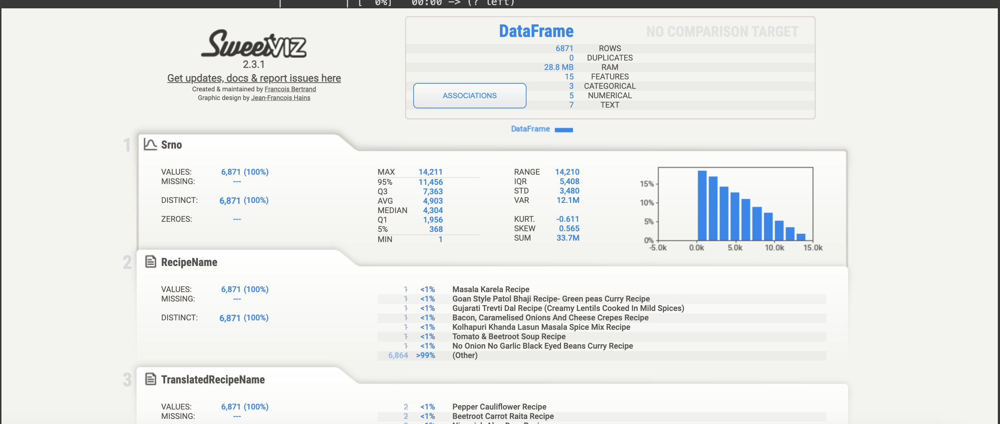 [ 0%] 00:00 -> (? left)
Sweetviz
2.3.1
Get updates, docs & report issues here
Created & maintained by Francois Bertrand
Graphic design by Jean-Francois Hains
DataFrame NO COMPARISON TARGET
6871 ROWS
0 DUPLICATES
28.8 MB RAM
15 FEATURES
3 CATEGORICAL
ASSOCIATIONS 5 NUMERICAL
7 TEXT
DataFrame
1 Srno
VALUES: 6,871 (100%)
MISSING: ---
DISTINCT: 6,871 (100%)
ZEROES: ---
MAX 14,211
95% 11,456
Q3 7,363
AVG 4,903
MEDIAN 4,304
Q1 1,956
5% 368
MIN 1
RANGE 14,210
IQR 5,408
STD 3,480
VAR 12.1M
KURT. -0.611
SKEW 0.565
SUM 33.7M
15%
10%
5%
0%
-5.0k 0.0k 5.0k 10.0k 15.0k
2 RecipeName
VALUES: 6,871 (100%)
MISSING: ---
DISTINCT: 6,871 (100%)
1 <1% Masala Karela Recipe
1 <1% Goan Style Patol Bhaji Recipe- Green peas Curry Recipe
1 <1% Gujarati Trevti Dal Recipe (Creamy Lentils Cooked In Mild Spices)
1 <1% Bacon, Caramelised Onions And Cheese Crepes Recipe
1 <1% Kolhapuri Khanda Lasun Masala Spice Mix Recipe
1 <1% Tomato & Beetroot Soup Recipe
1 <1% No Onion No Garlic Black Eyed Beans Curry Recipe
6,864 >99% (Other)
3 TranslatedRecipeName
VALUES: 6,871 (100%)
MISSING: ---
2 <1% Pepper Cauliflower Recipe
2 <1% Beetroot Carrot Raita Recipe